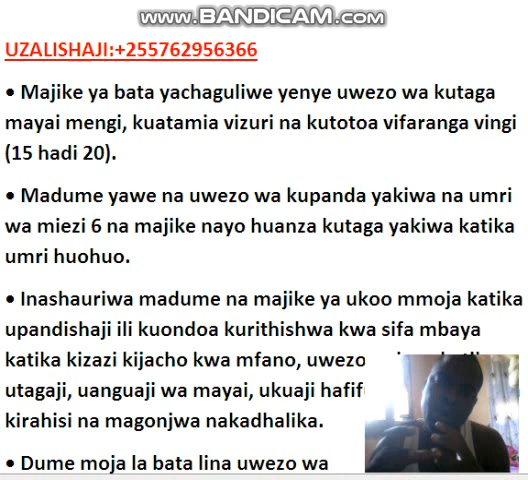 WWW.BANDICAM.COM
UZALISHAJI:+255762956366
• Majike ya bata yachaguliwe yenye uwezo wa kutaga
mayai mengi, kuatamia vizuri na kutotoa vifaranga vingi
(15 hadi 20).
• Madume yawe na uwezo wa kupanda yakiwa na umri
wa miezi 6 na majike nayo huanza kutaga yakiwa katika
umri huohuo.
• Inashauriwa madume na majike ya ukoo mmoja katika
upandishaji ili kuondoa kurithishwa kwa sifa mbaya
katika kizazi kijacho kwa mfano, uwezo
utagaji, uanguaji wa mayai, ukuaji
kirahisi na magonjwa nakadhalika.
• Dume moja la bata lina uwezo wa